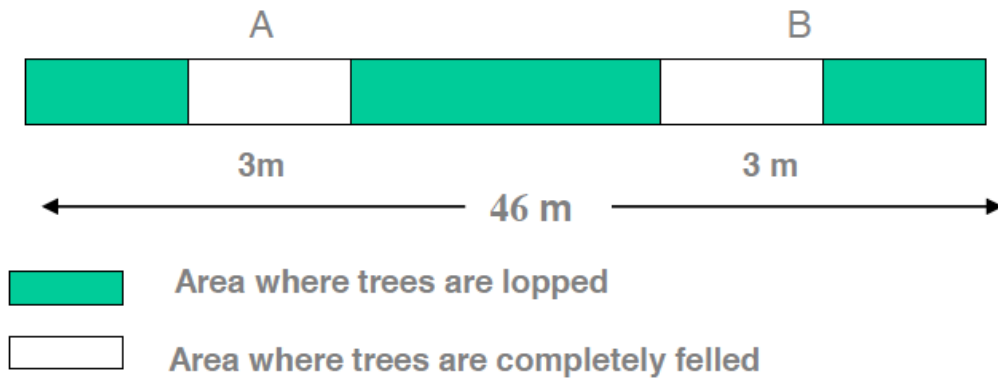 A B
3m 3 m
46 m
Area where trees are lopped
Area where trees are completely felled